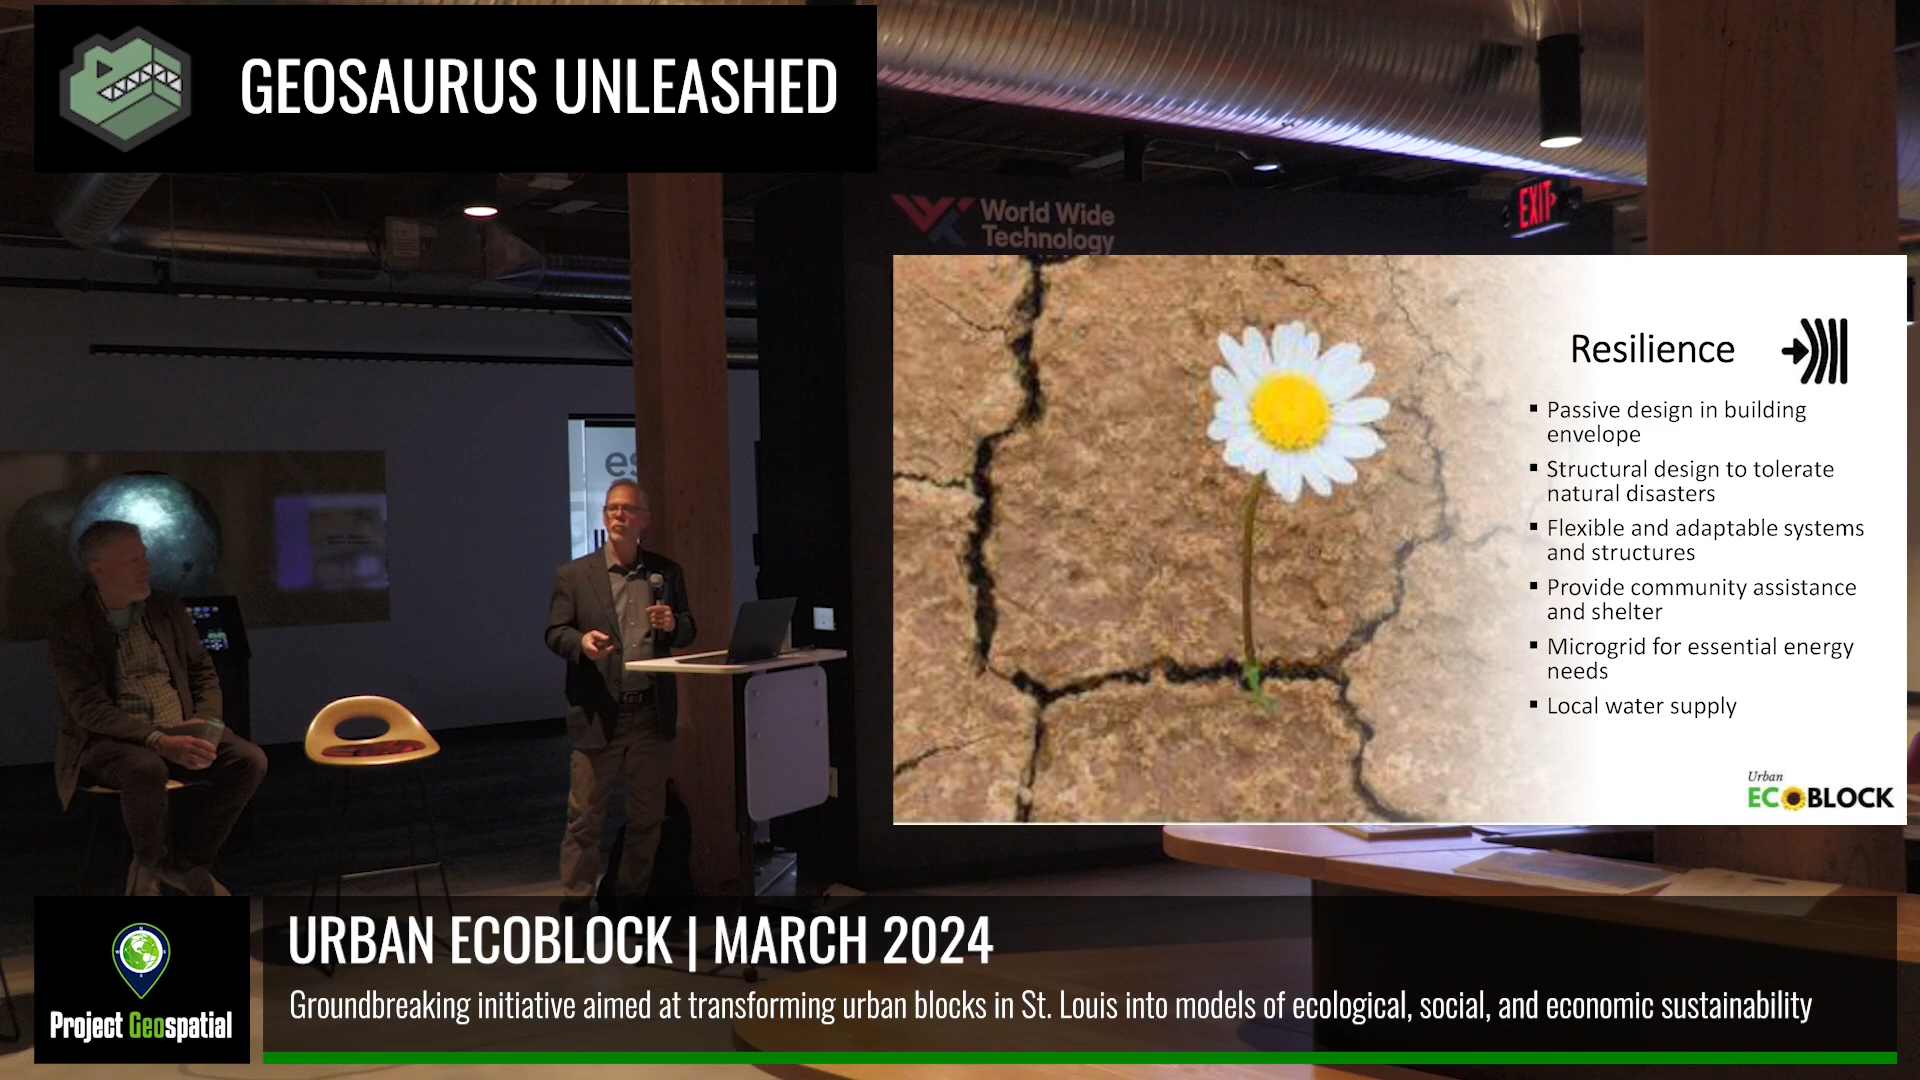 GEOSAURUS UNLEASHED
World Wide
Technology
EXIT
es
Resilience
▪ Passive design in building
envelope
▪ Structural design to tolerate
natural disasters
▪ Flexible and adaptable systems
and structures
▪ Provide community assistance
and shelter
▪ Microgrid for essential energy
needs
▪ Local water supply
Urban
ECOBLOCK
URBAN ECOBLOCK | MARCH 2024
Groundbreaking initiative aimed at transforming urban blocks in St. Louis into models of ecological, social, and economic sustainability
Project Geospatial